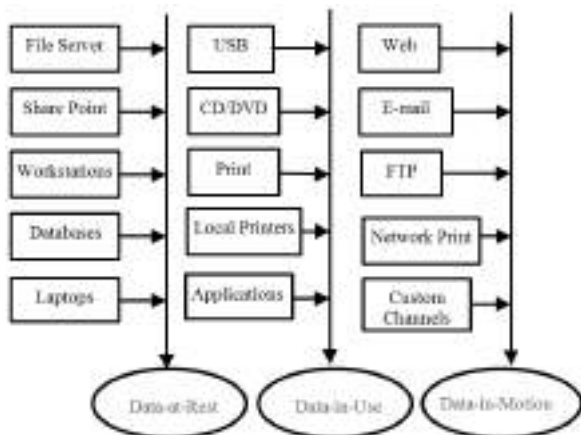 File Server
Share Point
Workstations
Databases
Laptops
Data-at-Rest
USB
CD/DVD
Print
Local Printers
Applications
Data-in-Use
Web
E-mail
FTP
Network Print
Custom
Channels
Data-in-Motion